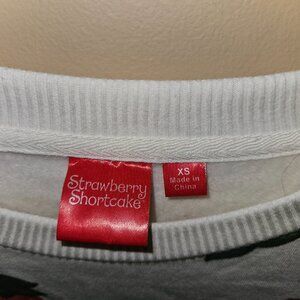 Strawberry
Shortcake
XS
Made in
China